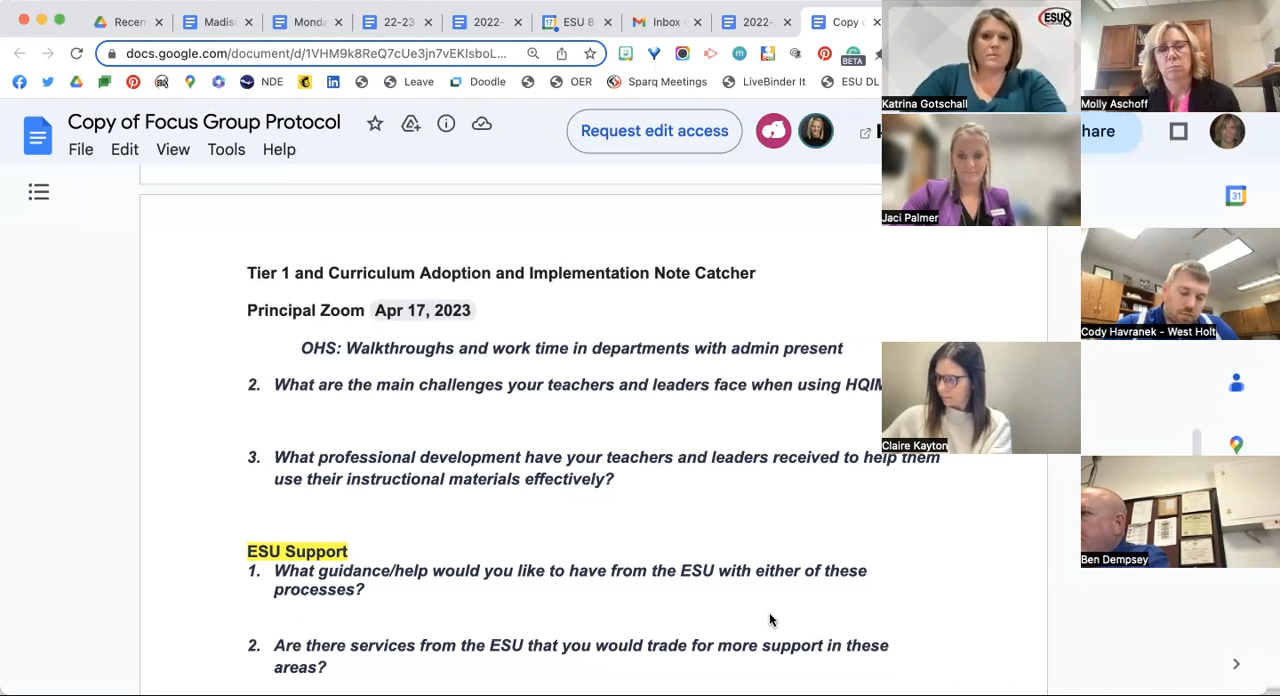 Recen
Madis
Monda
22-23
2022-
ESU 8
Inbox
2022-
Copy c
docs.google.com/document/d/1VHM9k8ReQ7cUe3jn7vEKIsboL...
BETA
NDE
Leave
Doodle
OER
Sparq Meetings
LiveBinder It
ESU DL
Copy of Focus Group Protocol
File Edit View Tools Help
Request edit access
hare
31
ESU8
Katrina Gotschall
Molly Aschoff
Jaci Palmer
Cody Havranek - West Holt
Claire Kayton
Ben Dempsey
Tier 1 and Curriculum Adoption and Implementation Note Catcher
Principal Zoom Apr 17, 2023
OHS: Walkthroughs and work time in departments with admin present
2. What are the main challenges your teachers and leaders face when using HQIM
3. What professional development have your teachers and leaders received to help them
use their instructional materials effectively?
ESU Support
1. What guidance/help would you like to have from the ESU with either of these
processes?
2. Are there services from the ESU that you would trade for more support in these
areas?